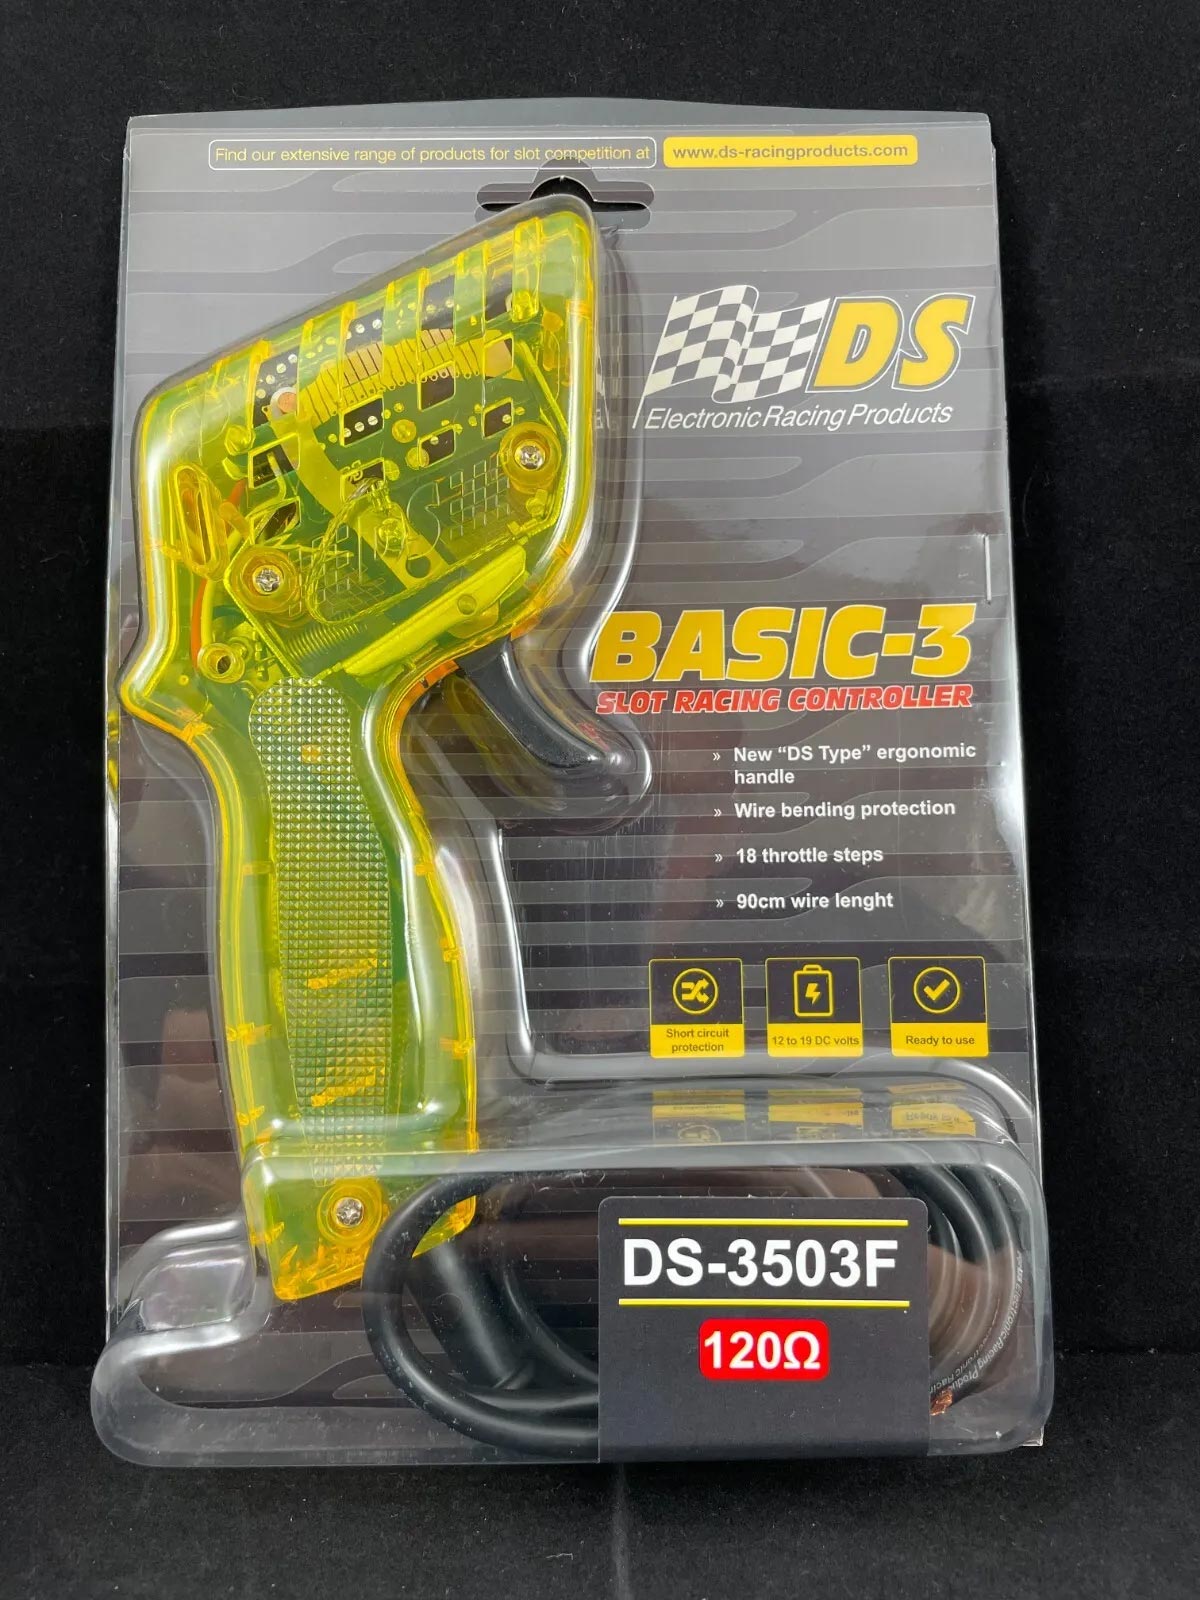 Find our extensive range of products for slot competition at
www.ds-racingproducts.com
DS
Electronic Racing Products
BASIC-3
SLOT RACING CONTROLLER
» New “DS Type” ergonomic
handle
» Wire bending protection
» 18 throttle steps
» 90cm wire lenght
Short circuit
protection
12 to 19 DC volts
Ready to use
DS-3503F
120Ω
Electronic Racing